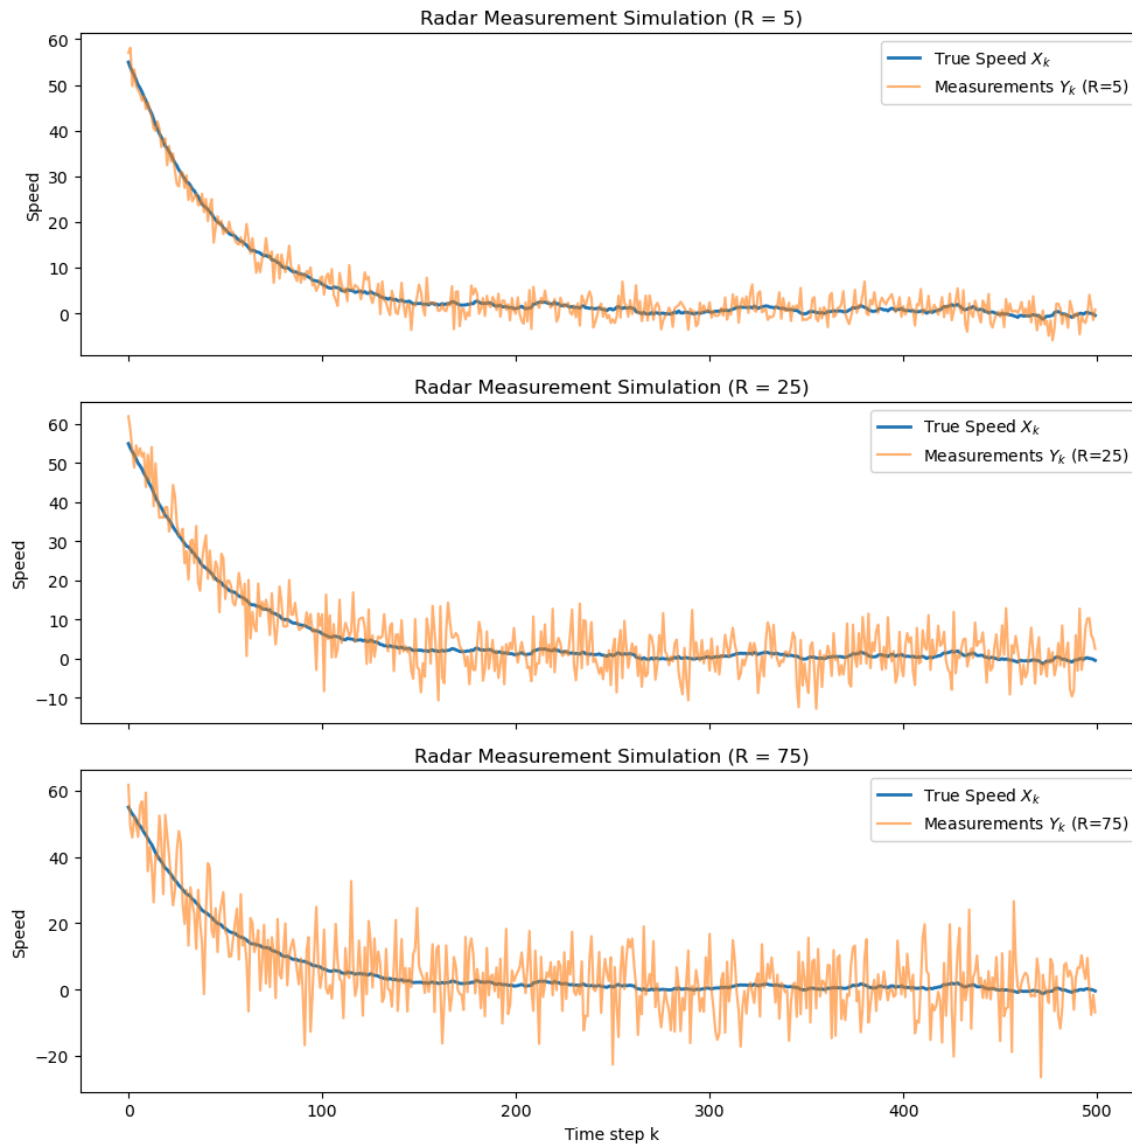 Radar Measurement Simulation (R = 5)
60
50
40
30
20
10
0
Speed
True Speed X_k
Measurements Y_k (R=5)
Radar Measurement Simulation (R = 25)
60
50
40
30
20
10
0
−10
Speed
True Speed X_k
Measurements Y_k (R=25)
Radar Measurement Simulation (R = 75)
60
40
20
0
−20
Speed
True Speed X_k
Measurements Y_k (R=75)
0 100 200 300 400 500
Time step k